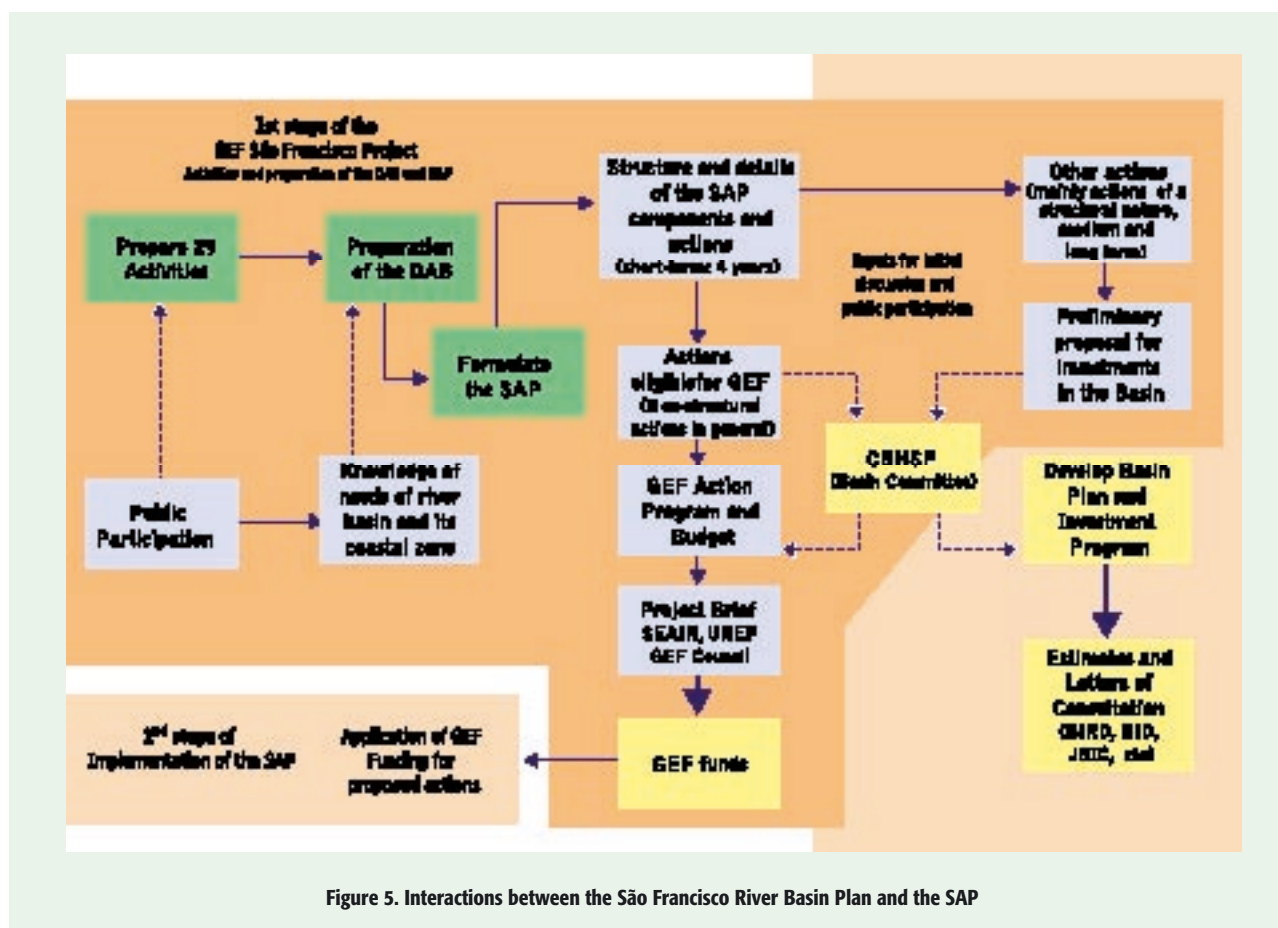 1st stage of the
GEF São Francisco Project
Activities and preparation of the DAB and SAP
Prepare 29
Activities
Preparation
of the DAB
Formulate
the SAP
Public
Participation
Knowledge of
needs of river
basin and its
coastal zone
Structure and details
of the SAP
components and
actions
(short-term: 4 years)
Actions
eligible for GEF
(Non-structural
actions in general)
GEF Action
Program and
Budget
Project Brief
SEAIN, UNEP
GEF Council
GEF funds
Inputs for initial
discussion and
public participation
CBHSF
(Basin Committee)
Other actions
(mainly actions of a
structural nature,
medium and
long term)
Preliminary
proposal for
investments
in the Basin
Develop Basin
Plan and
Investment
Program
Estimates and
Letters of
Consultation
BID,
2nd stage of
Implementation of the SAP
Application of GEF
Funding for
proposed actions
Figure 5. Interactions between the São Francisco River Basin Plan and the SAP